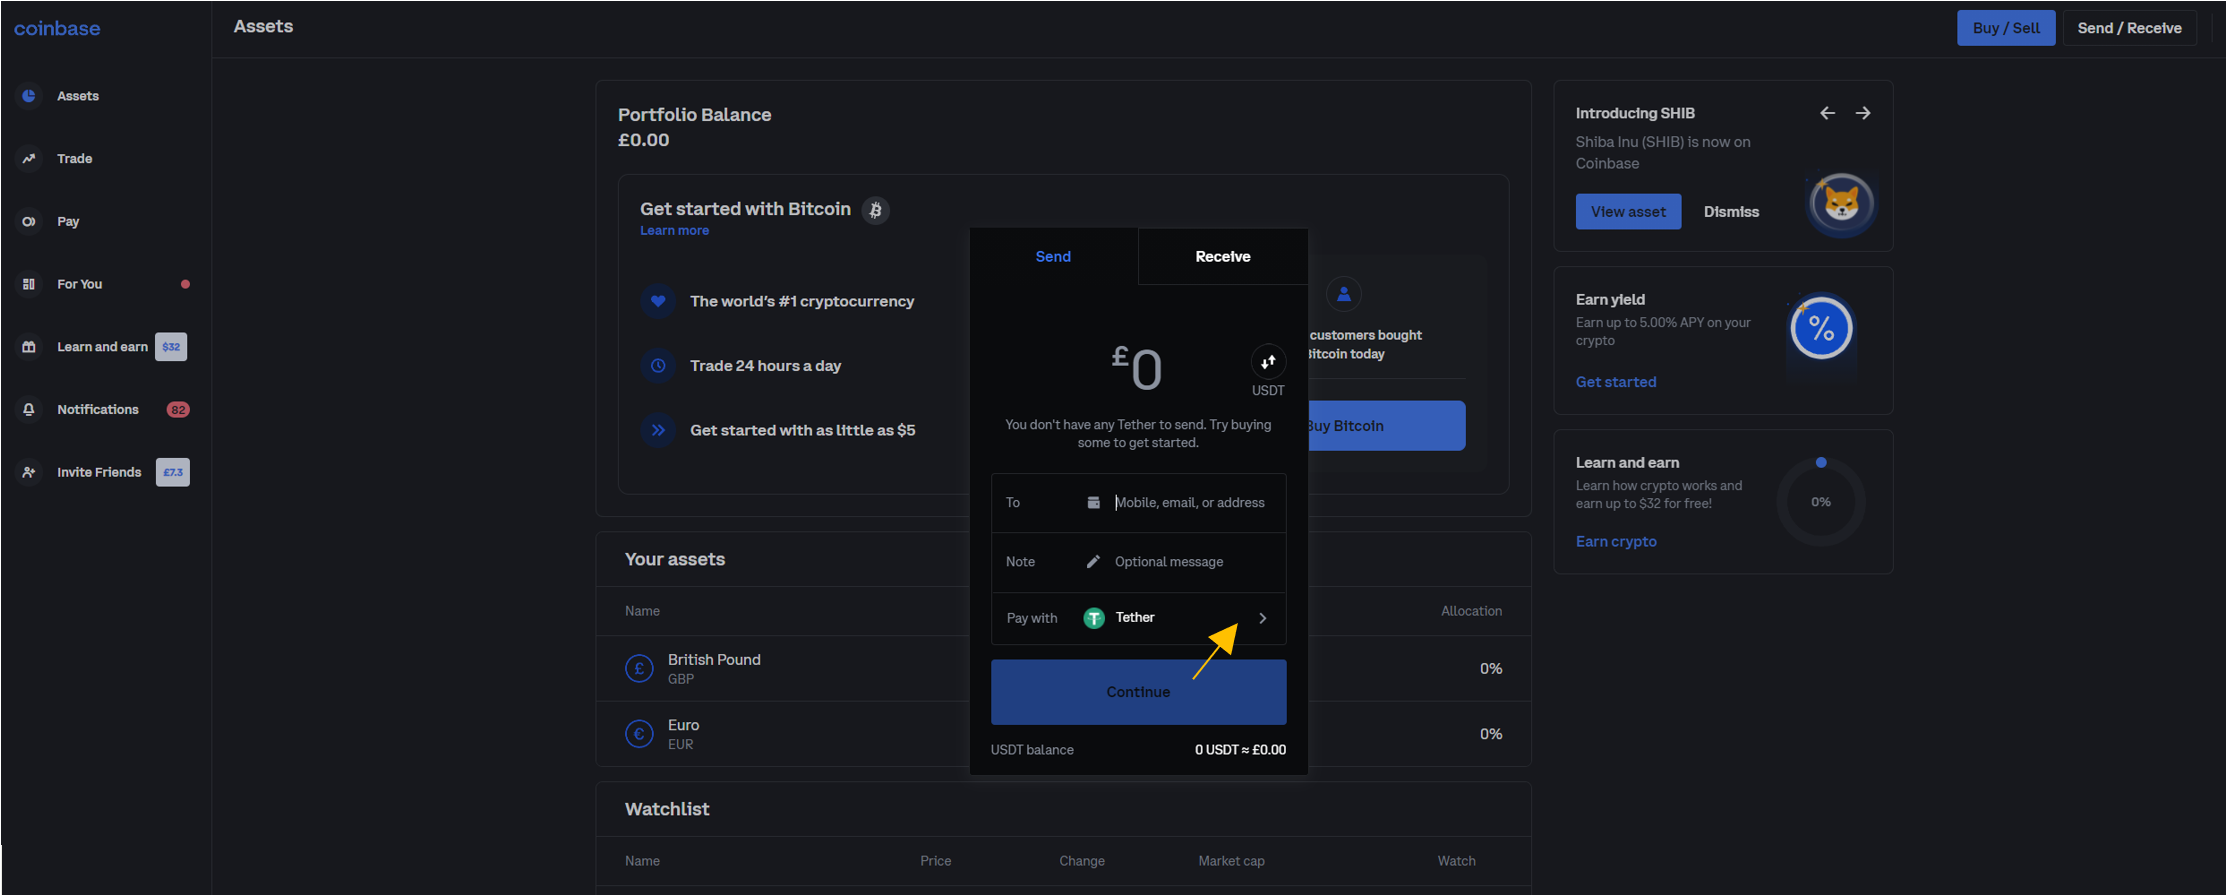 coinbase
Assets
Buy / Sell
Send / Receive
Assets
Trade
Pay
For You
Learn and earn $32
Notifications 82
Invite Friends £7.3
Portfolio Balance
£0.00
Get started with Bitcoin
Learn more
The world's #1 cryptocurrency
Trade 24 hours a day
Get started with as little as $5
customers bought
Bitcoin today
Buy Bitcoin
Send
Receive
£0
USDT
You don't have any Tether to send. Try buying
some to get started.
To Mobile, email, or address
Note Optional message
Pay with Tether
Continue
USDT balance 0 USDT ≈ £0.00
Your assets
Name Allocation
British Pound
GBP
0%
Euro
EUR
0%
Watchlist
Name Price Change Market cap Watch
Introducing SHIB
Shiba Inu (SHIB) is now on
Coinbase
View asset
Dismiss
Earn yield
Earn up to 5.00% APY on your
crypto
Get started
%
Learn and earn
Learn how crypto works and
earn up to $32 for free!
Earn crypto
0%